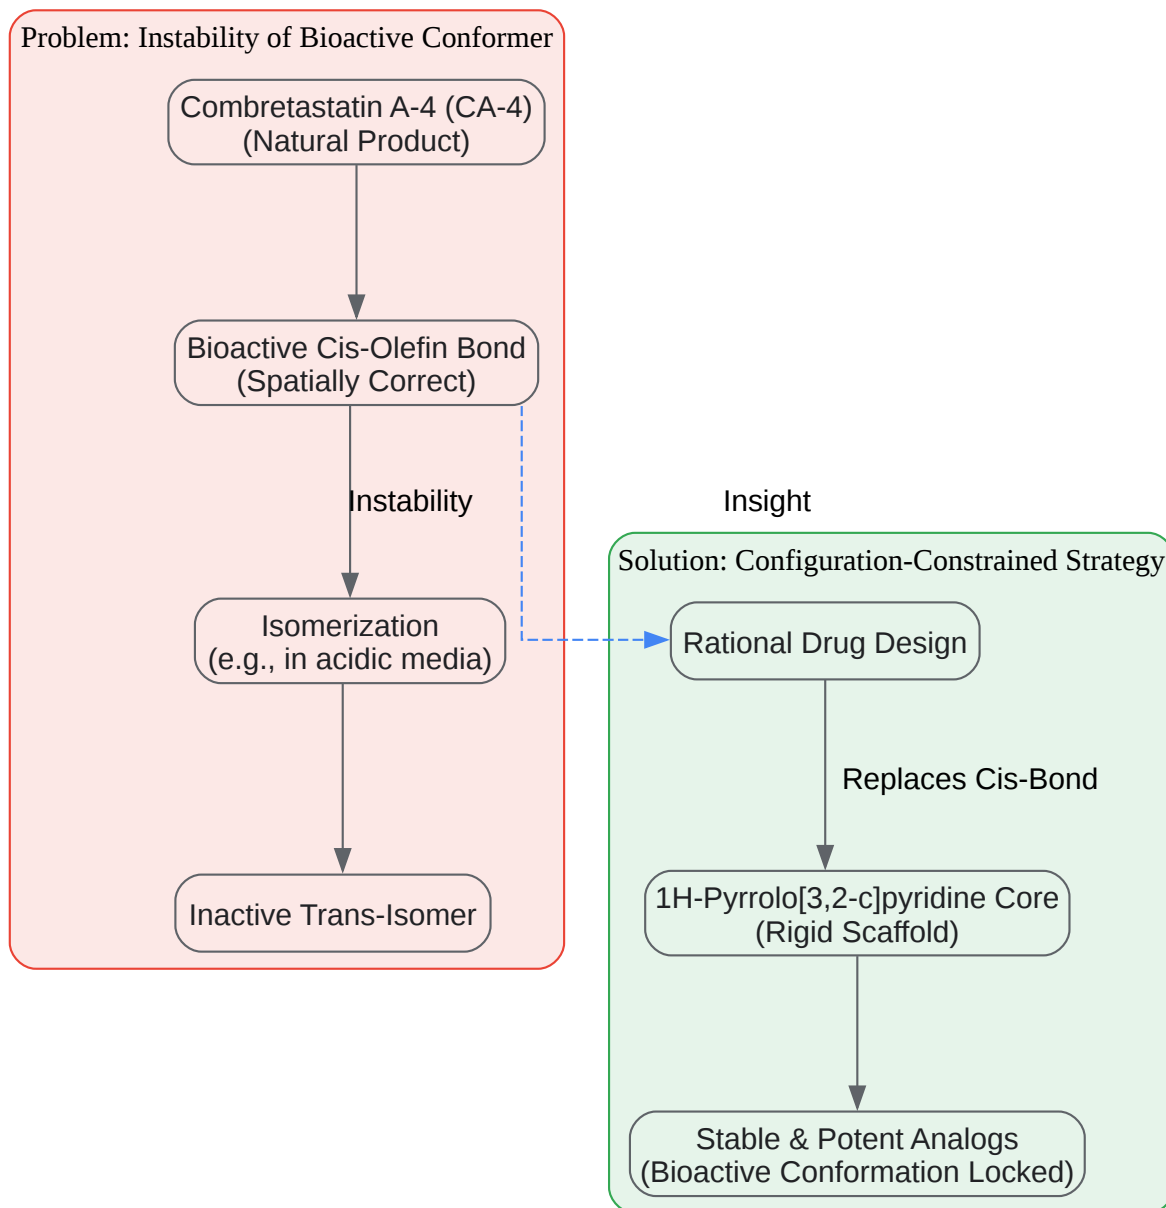 Problem: Instability of Bioactive Conformer
Combretastatin A-4 (CA-4)
(Natural Product)
Bioactive Cis-Olefin Bond
(Spatially Correct)
Instability
Isomerization
(e.g., in acidic media)
Inactive Trans-Isomer
Insight
Solution: Configuration-Constrained Strategy
Rational Drug Design
Replaces Cis-Bond
1H-Pyrrolo[3,2-c]pyridine Core
(Rigid Scaffold)
Stable & Potent Analogs
(Bioactive Conformation Locked)